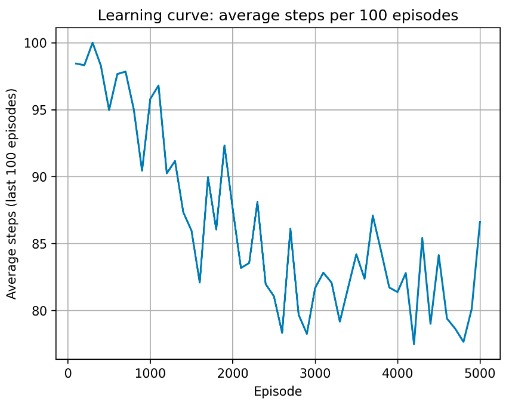 Learning curve: average steps per 100 episodes
100
95
90
85
80
Average steps (last 100 episodes)
0 1000 2000 3000 4000 5000
Episode